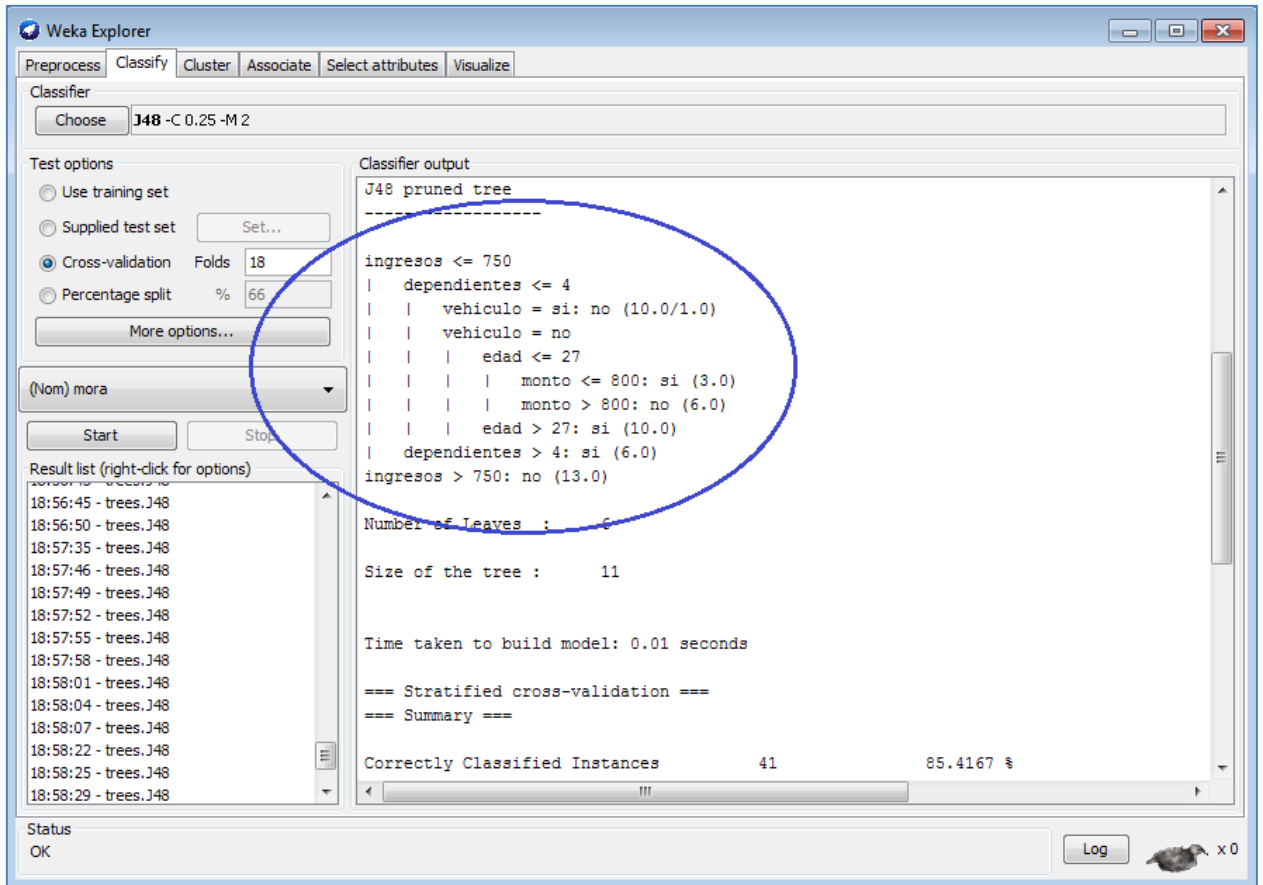 Weka Explorer
Preprocess Classify Cluster Associate Select attributes Visualize
Classifier
Choose J48 -C 0.25 -M 2
Test options
Use training set
Supplied test set Set...
Cross-validation Folds 18
Percentage split % 66
More options...
(Nom) mora
Start Stop
Result list (right-click for options)
18:56:45 - trees.J48
18:56:50 - trees.J48
18:57:35 - trees.J48
18:57:46 - trees.J48
18:57:49 - trees.J48
18:57:52 - trees.J48
18:57:55 - trees.J48
18:57:58 - trees.J48
18:58:01 - trees.J48
18:58:04 - trees.J48
18:58:07 - trees.J48
18:58:22 - trees.J48
18:58:25 - trees.J48
18:58:29 - trees.J48
Classifier output
J48 pruned tree
------------------
ingresos <= 750
| dependientes <= 4
| | vehiculo = si: no (10.0/1.0)
| | vehiculo = no
| | | edad <= 27
| | | | monto <= 800: si (3.0)
| | | | monto > 800: no (6.0)
| | | edad > 27: si (10.0)
| dependientes > 4: si (6.0)
ingresos > 750: no (13.0)
Number of Leaves : 6
Size of the tree : 11
Time taken to build model: 0.01 seconds
=== Stratified cross-validation ===
=== Summary ===
Correctly Classified Instances 41 85.4167 %
Status
OK
Log x 0